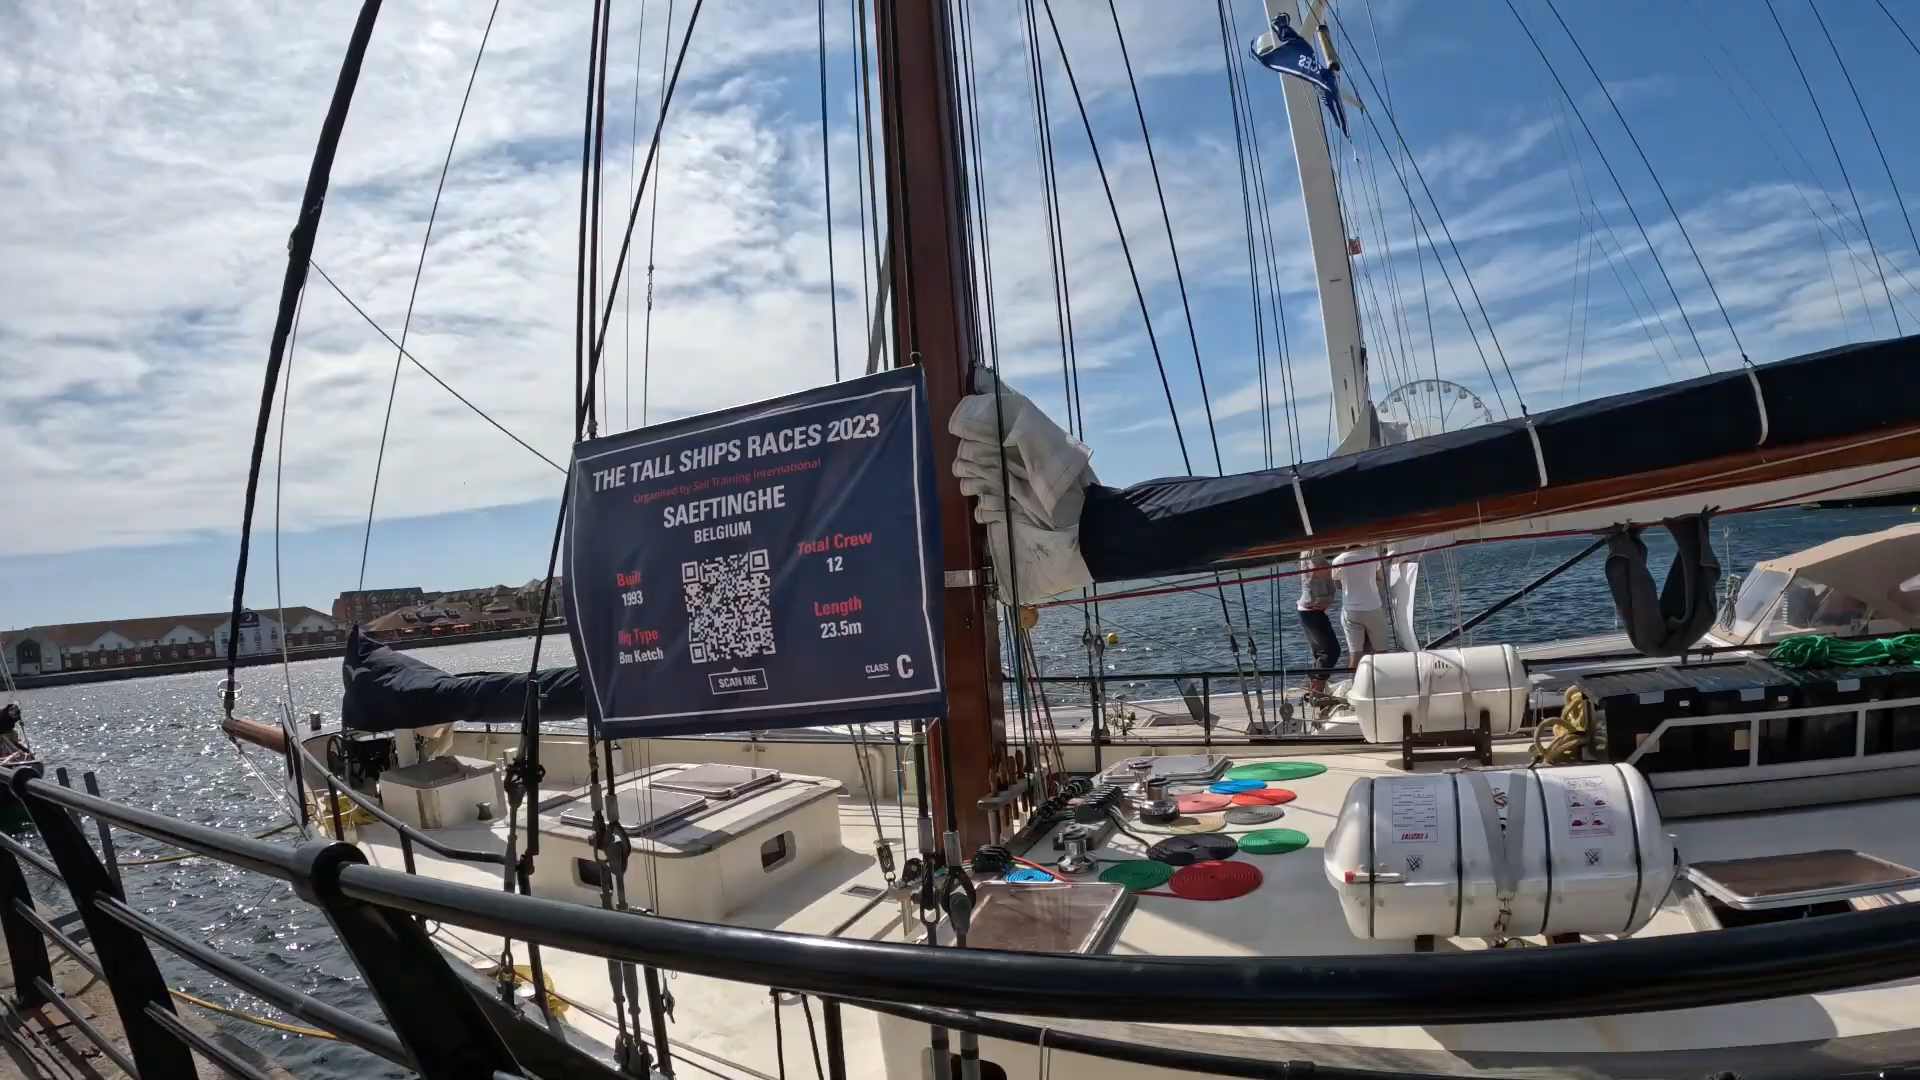 THE TALL SHIPS RACES 2023
Organised by Sail Training International
SAEFTINGHE
BELGIUM
Built
1993
Total Crew
12
Rig Type
Bm Ketch
Length
23.5m
SCAN ME
CLASS C